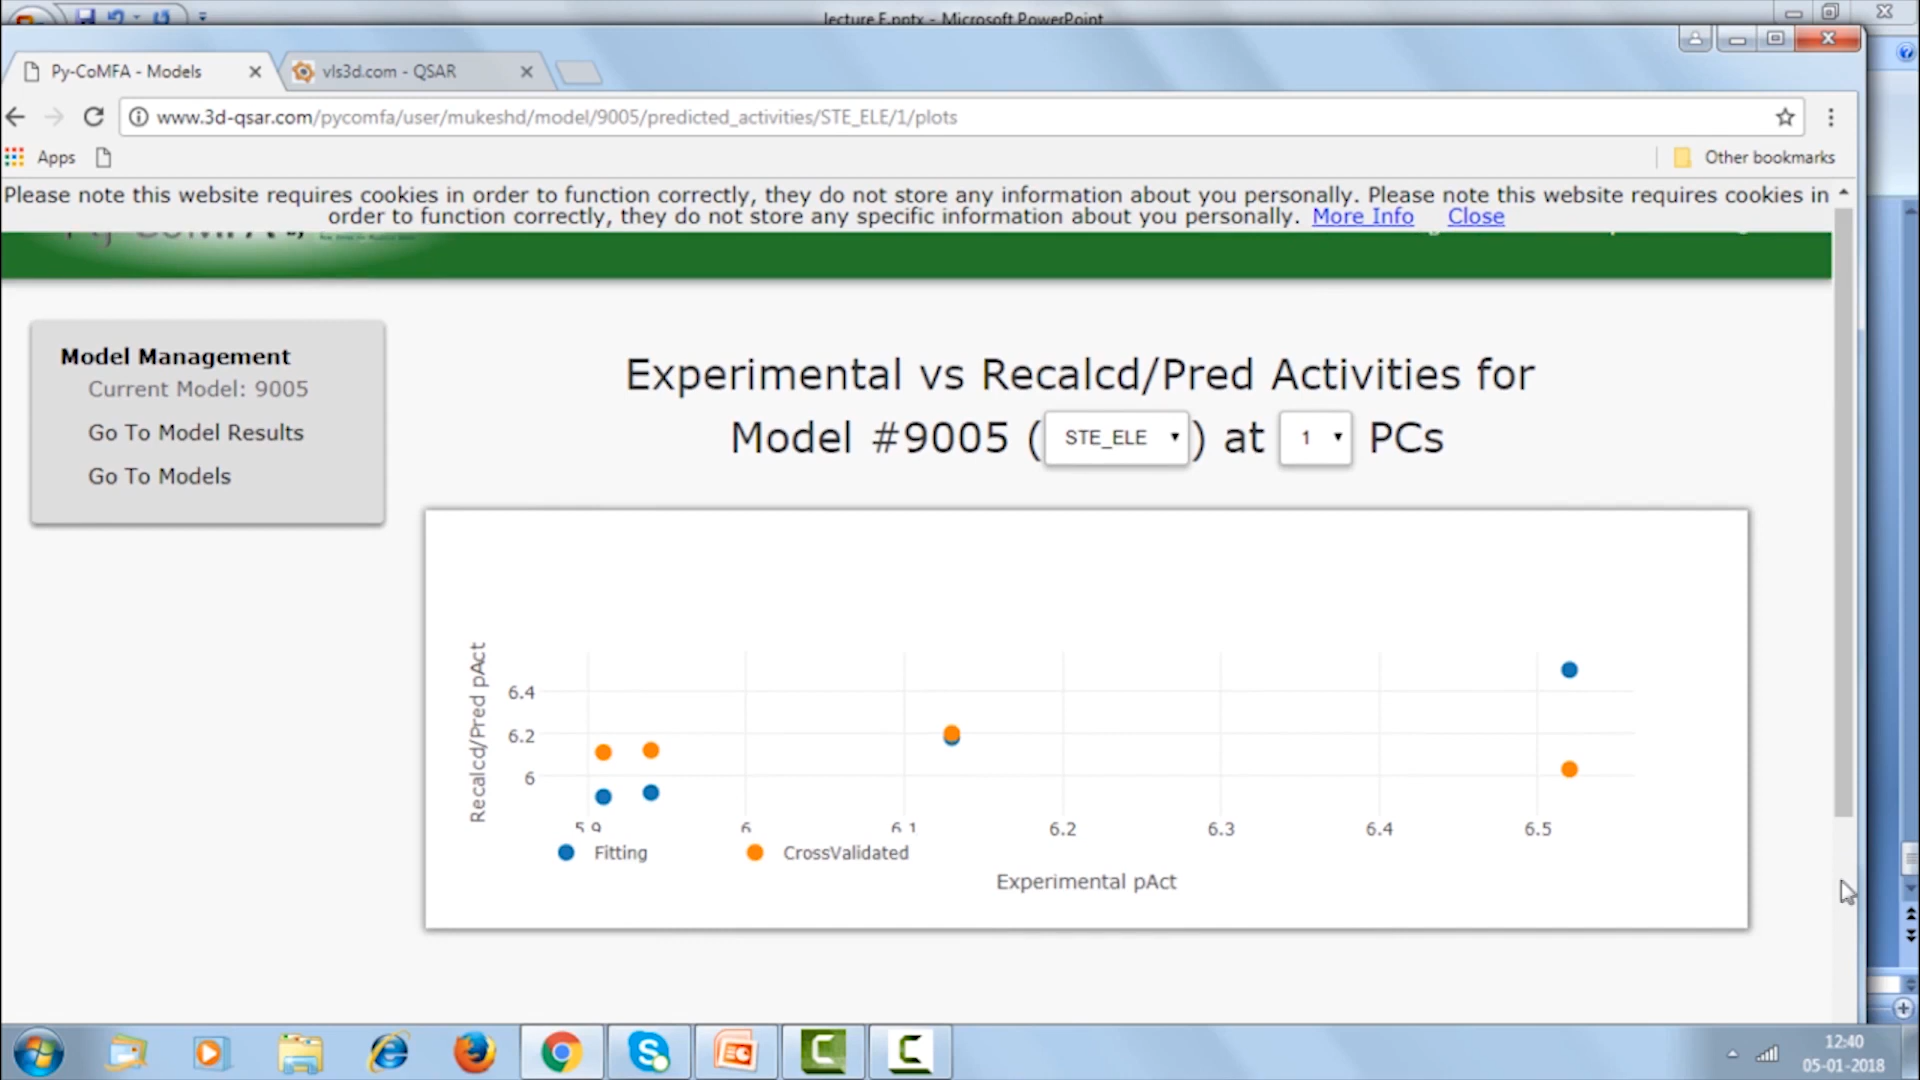 lecture F.pptx - Microsoft PowerPoint
Py-CoMFA - Models
vls3d.com - QSAR
www.3d-qsar.com/pycomfa/user/mukeshd/model/9005/predicted_activities/STE_ELE/1/plots
Apps
Other bookmarks
Please note this website requires cookies in order to function correctly, they do not store any information about you personally. Please note this website requires cookies in
order to function correctly, they do not store any specific information about you personally. More Info Close
Model Management
Current Model: 9005
Go To Model Results
Go To Models
Experimental vs Recalcd/Pred Activities for
Model #9005 ( STE_ELE ) at 1 PCs
Recalcd/Pred pAct
6.4
6.2
6
5.9 6 6.1 6.2 6.3 6.4 6.5
Fitting CrossValidated
Experimental pAct
12:40
05-01-2018